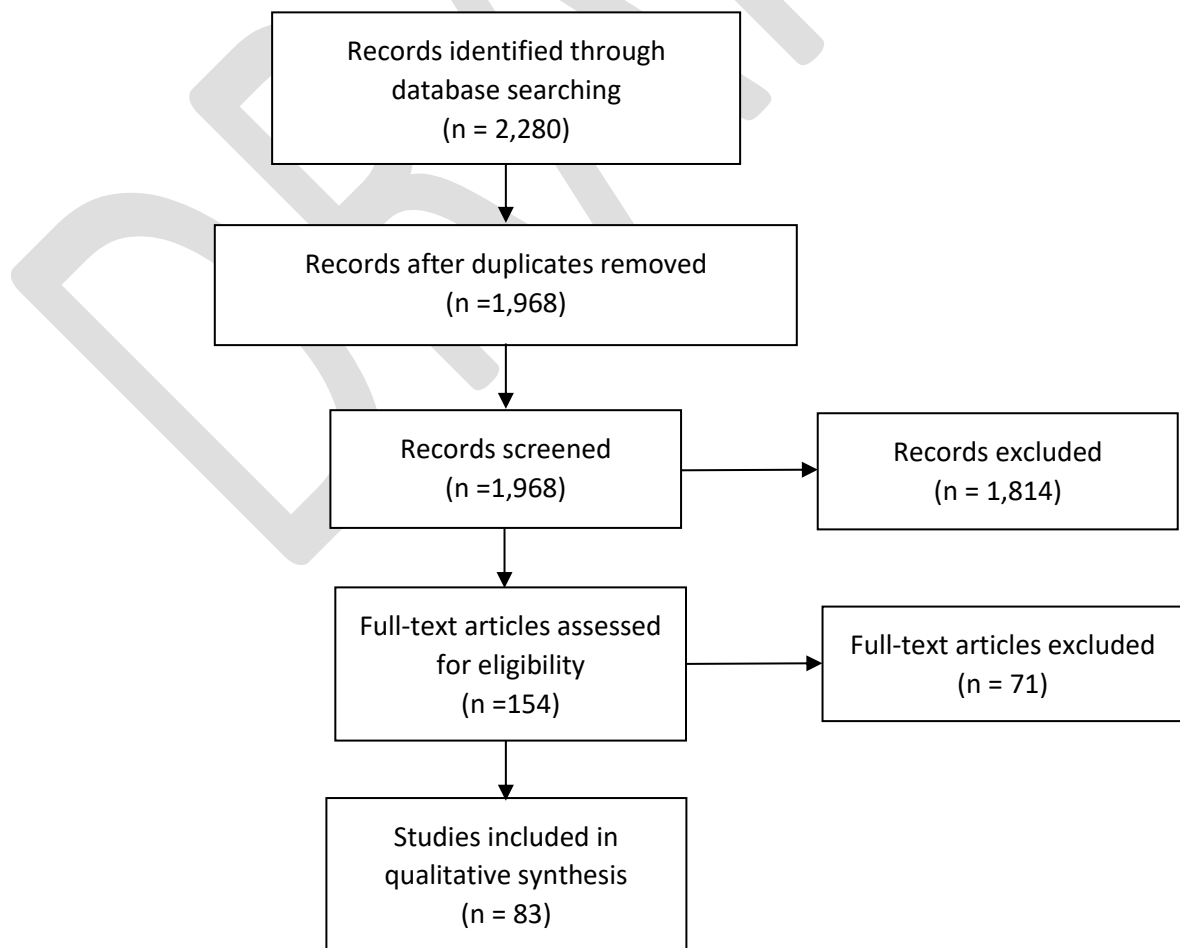 Records identified through
database searching
(n = 2,280)
Records after duplicates removed
(n =1,968)
Records screened
(n =1,968)
Records excluded
(n = 1,814)
Full-text articles assessed
for eligibility
(n =154)
Full-text articles excluded
(n = 71)
Studies included in
qualitative synthesis
(n = 83)